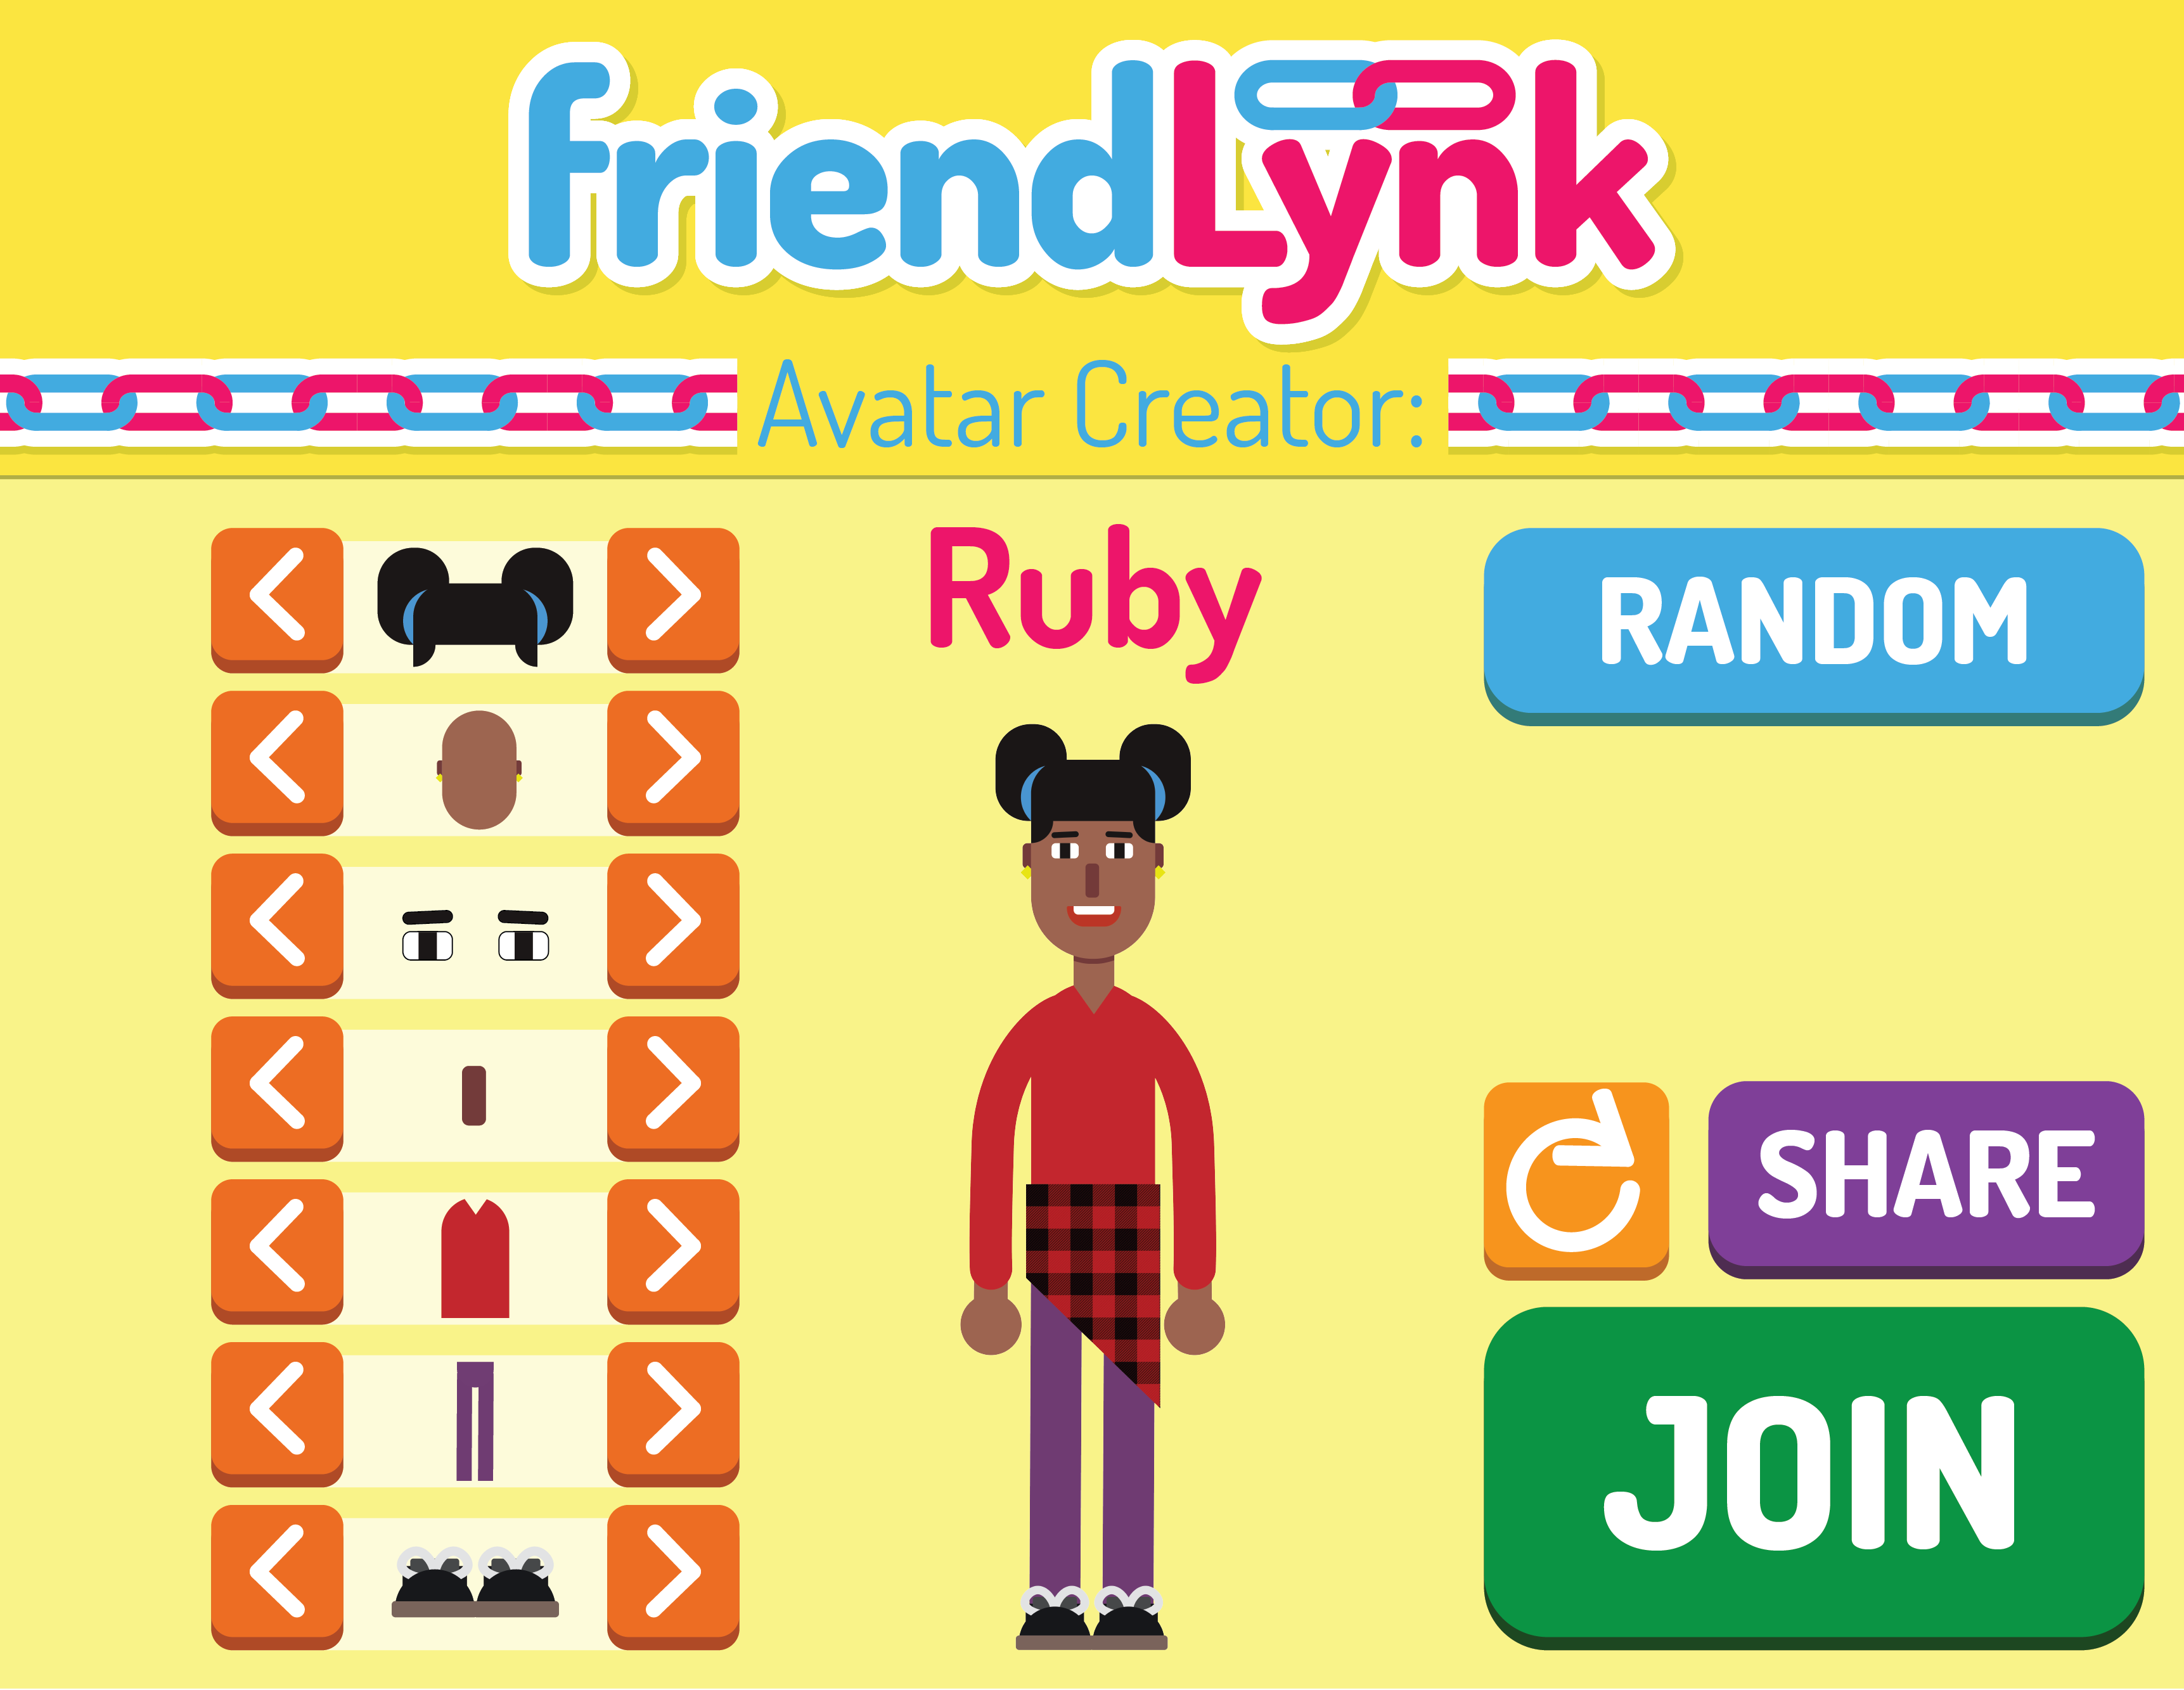 friendLynk
Avatar Creator:
Ruby
RANDOM
SHARE
JOIN